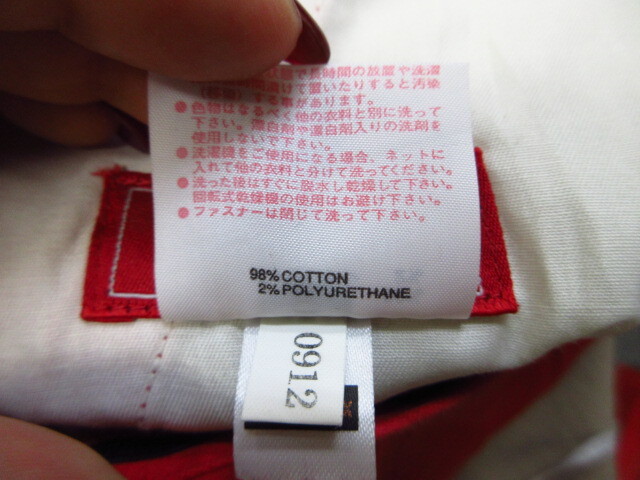 状態で長時間の放置や洗濯
間漬けて置いたりすると汚染
する事があります。
●色物はなるべく他の衣料と別に洗って
下さい。漂白剤や蛍白剤入りの洗剤を
使用しないで下さい。
●洗濯機をご使用になる場合、ネットに
入れて他の衣料と分けて洗ってください。
●洗った後はすぐに脱水し乾燥して下さい。
回転式乾燥機の使用はお避け下さい。
●ファスナーは閉じて洗って下さい。
98% COTTON
2% POLYURETHANE
0912